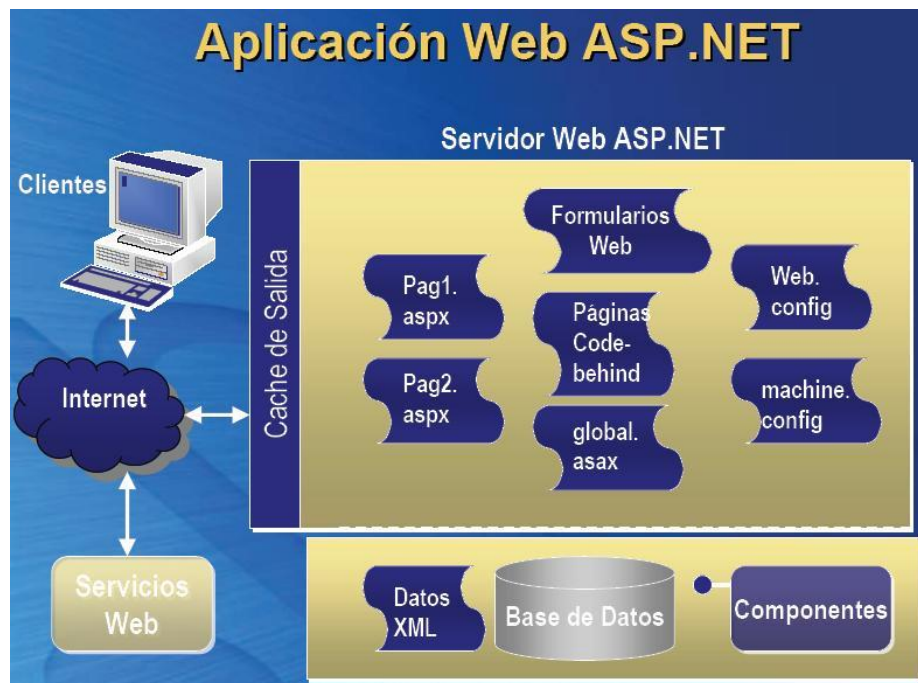 Aplicación Web ASP.NET
Servidor Web ASP.NET
Clientes
Internet
Servicios
Web
Cache de Salida
Formularios
Web
Pag1.
aspx
Páginas
Code-
behind
Web.
config
Pag2.
aspx
global.
asax
machine.
config
Datos
XML
Base de Datos
Componentes